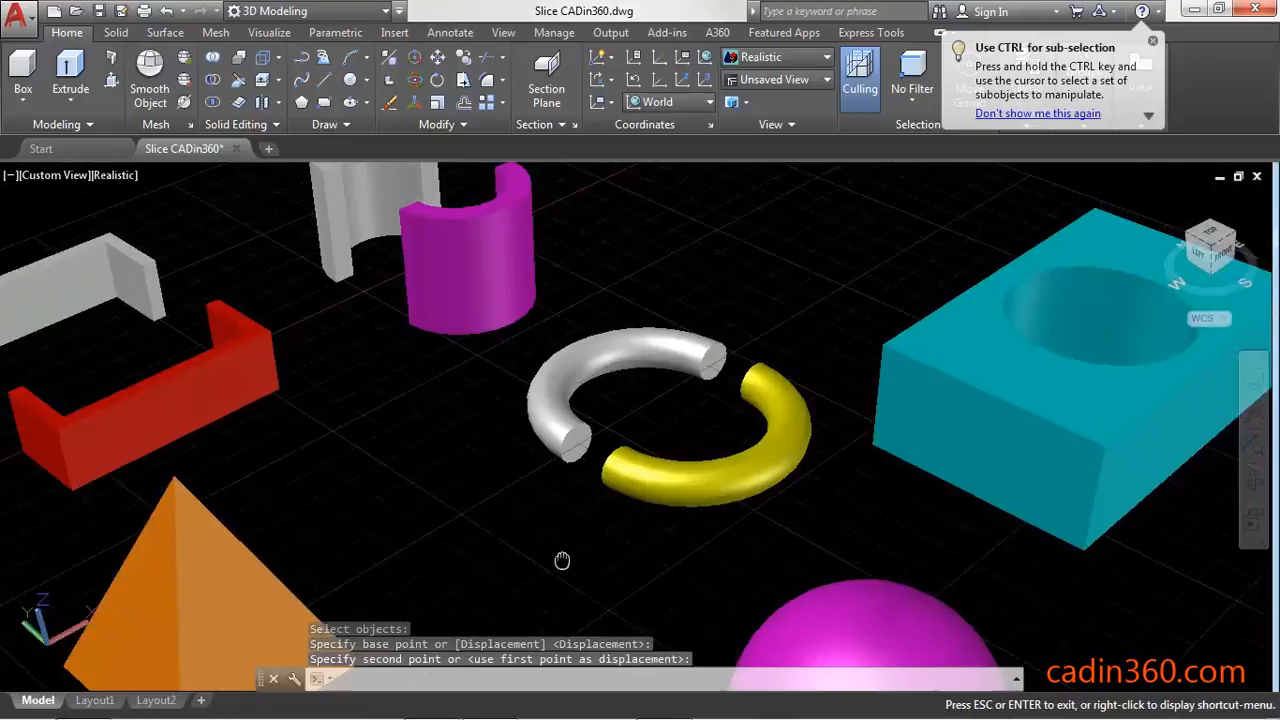 3D Modeling
Slice CADin360.dwg
Type a keyword or phrase
Sign In
Home
Solid
Surface
Mesh
Visualize
Parametric
Insert
Annotate
View
Manage
Output
Add-ins
A360
Featured Apps
Express Tools
Box
Extrude
Smooth
Object
Section
Plane
Realistic
Unsaved View
World
Culling
No Filter
Modeling
Mesh
Solid Editing
Draw
Modify
Section
Coordinates
View
Selection
Use CTRL for sub-selection
Press and hold the CTRL key and
use the cursor to select a set of
subobjects to manipulate.
Don't show me this again
Start
Slice CADin360*
[−][Custom View][Realistic]
TOP
LEFT
FRONT
W
S
E
WCS
Z
Y
X
Select objects:
Specify base point or [Displacement] <Displacement>:
Specify second point or <use first point as displacement>:
cadin360.com
Model
Layout1
Layout2
Press ESC or ENTER to exit, or right-click to display shortcut-menu.